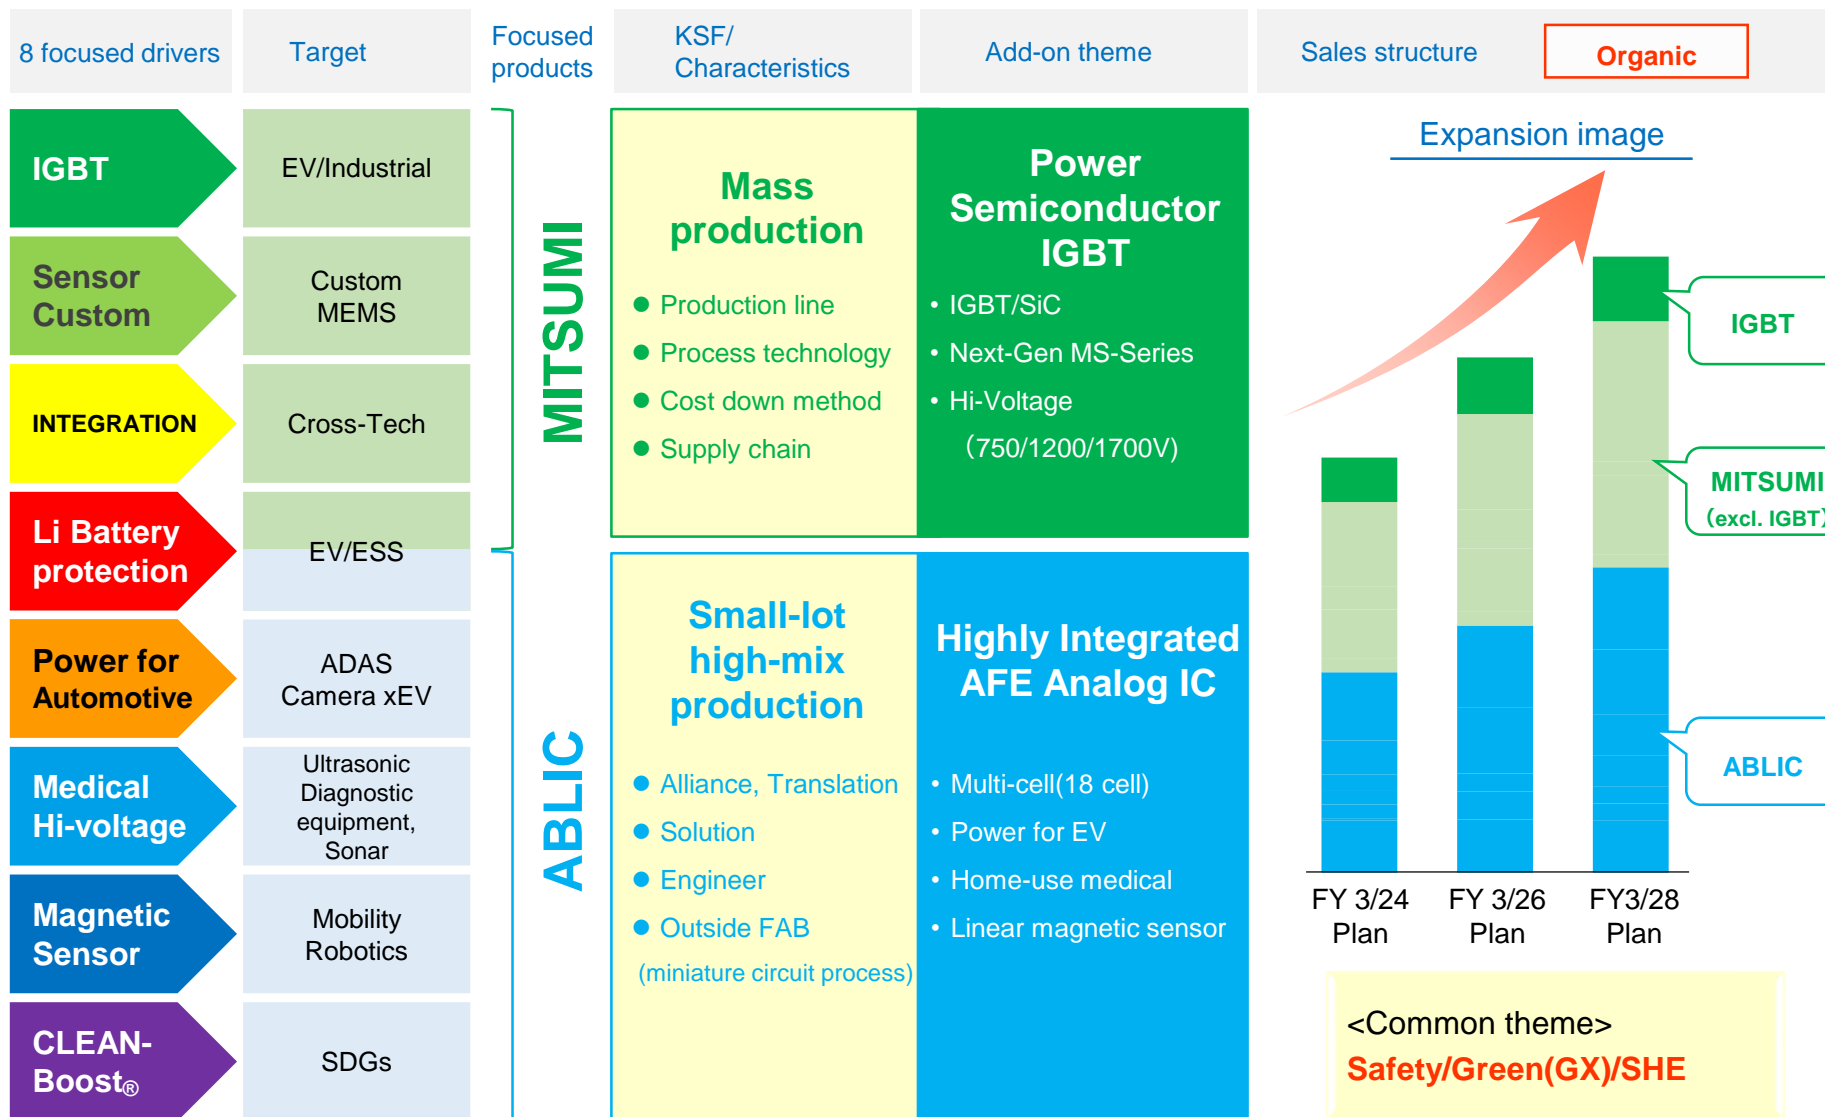 8 focused drivers
Target
Focused
products
KSF/
Characteristics
Add-on theme
Sales structure
Organic
IGBT
EV/Industrial
Sensor
Custom
Custom
MEMS
INTEGRATION
Cross-Tech
Li Battery
protection
EV/ESS
Power for
Automotive
ADAS
Camera xEV
Medical
Hi-voltage
Ultrasonic
Diagnostic
equipment,
Sonar
Magnetic
Sensor
Mobility
Robotics
CLEAN-
Boost®
SDGs
MITSUMI
ABLIC
Mass
production
● Production line
● Process technology
● Cost down method
● Supply chain
Power
Semiconductor
IGBT
• IGBT/SiC
• Next-Gen MS-Series
• Hi-Voltage
（750/1200/1700V)
Small-lot
high-mix
production
● Alliance, Translation
● Solution
● Engineer
● Outside FAB
(miniature circuit process)
Highly Integrated
AFE Analog IC
• Multi-cell(18 cell)
• Power for EV
• Home-use medical
• Linear magnetic sensor
Expansion image
IGBT
MITSUMI
（excl. IGBT）
ABLIC
FY 3/24
Plan
FY 3/26
Plan
FY3/28
Plan
<Common theme>
Safety/Green(GX)/SHE